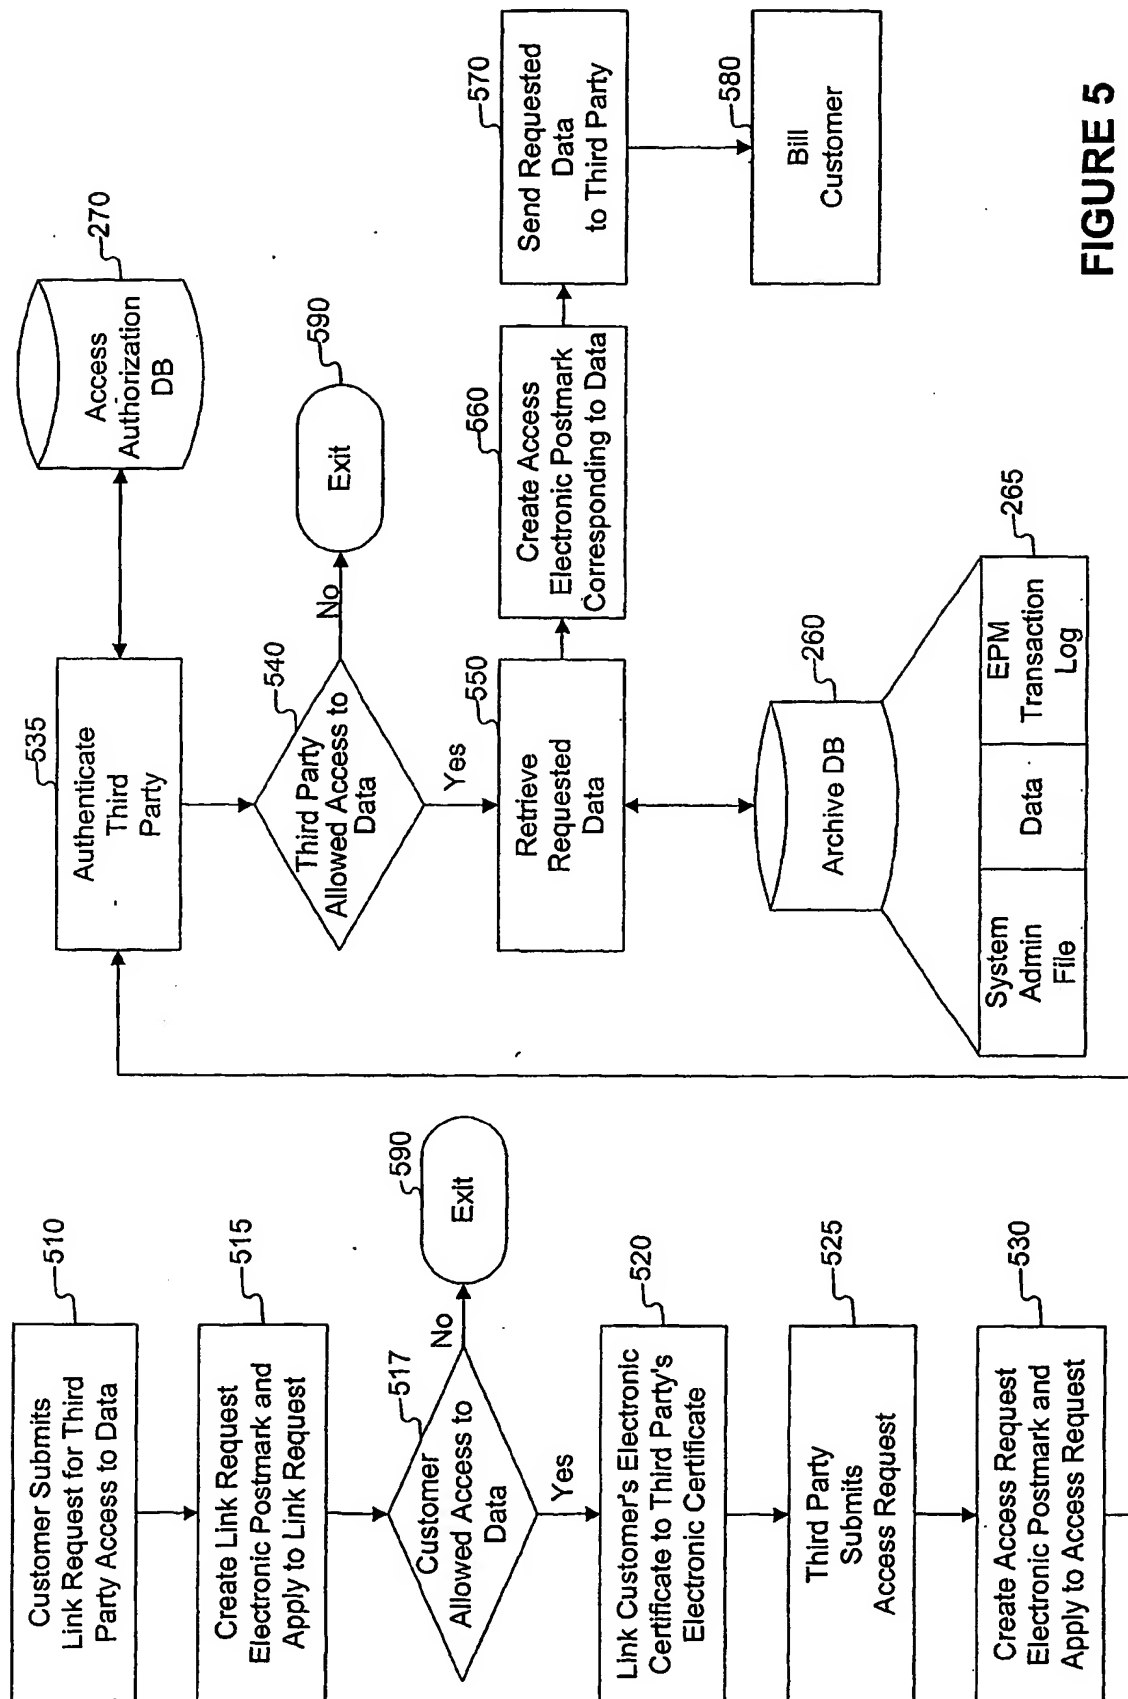 Customer Submits
Link Request for Third
Party Access to Data
510
Create Link Request
Electronic Postmark and
Apply to Link Request
515
Customer
Allowed Access to
Data
517
No
Exit
590
Yes
Link Customer's Electronic
Certificate to Third Party's
Electronic Certificate
520
Third Party
Submits
Access Request
525
Create Access Request
Electronic Postmark and
Apply to Access Request
530
Authenticate
Third
Party
535
Access
Authorization
DB
270
Third Party
Allowed Access to
Data
540
No
Exit
590
Yes
Retrieve
Requested
Data
550
Create Access
Electronic Postmark
Corresponding to Data
560
Send Requested
Data
to Third Party
570
Bill
Customer
580
Archive DB
260
System
Admin
File
Data
EPM
Transaction
Log
265
FIGURE 5